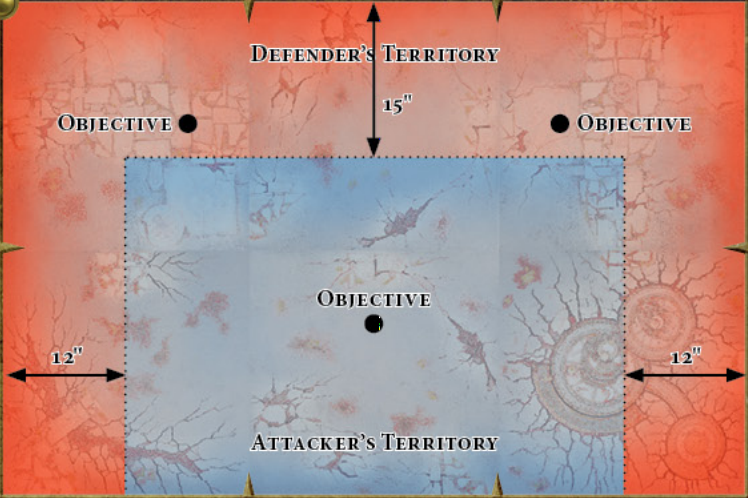 Defender's Territory
15"
Objective
Objective
Objective
12"
12"
Attacker's Territory